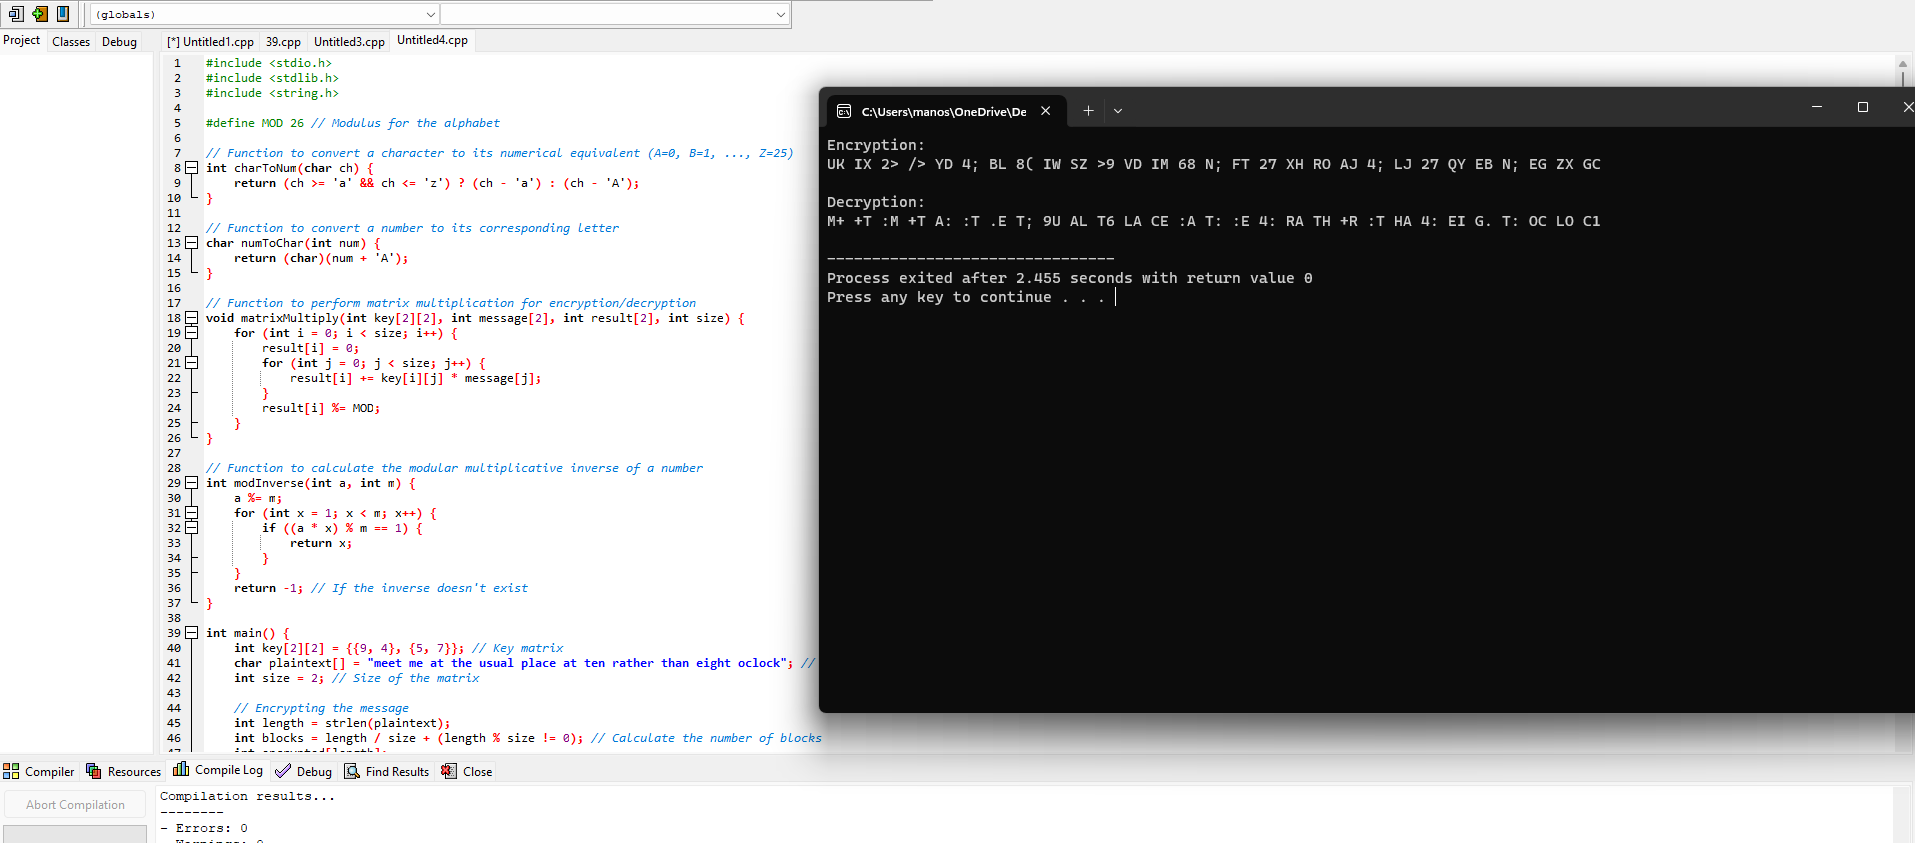 (globals)
Project Classes Debug [*] Untitled1.cpp 39.cpp Untitled3.cpp Untitled4.cpp
1 #include <stdio.h>
2 #include <stdlib.h>
3 #include <string.h>
4
5 #define MOD 26 // Modulus for the alphabet
6
7 // Function to convert a character to its numerical equivalent (A=0, B=1, ..., Z=25)
8 int charToNum(char ch) {
9 return (ch >= 'a' && ch <= 'z') ? (ch - 'a') : (ch - 'A');
10 }
11
12 // Function to convert a number to its corresponding letter
13 char numToChar(int num) {
14 return (char)(num + 'A');
15 }
16
17 // Function to perform matrix multiplication for encryption/decryption
18 void matrixMultiply(int key[2][2], int message[2], int result[2], int size) {
19 for (int i = 0; i < size; i++) {
20 result[i] = 0;
21 for (int j = 0; j < size; j++) {
22 result[i] += key[i][j] * message[j];
23 }
24 result[i] %= MOD;
25 }
26 }
27
28 // Function to calculate the modular multiplicative inverse of a number
29 int modInverse(int a, int m) {
30 a %= m;
31 for (int x = 1; x < m; x++) {
32 if ((a * x) % m == 1) {
33 return x;
34 }
35 }
36 return -1; // If the inverse doesn't exist
37 }
38
39 int main() {
40 int key[2][2] = {{9, 4}, {5, 7}}; // Key matrix
41 char plaintext[] = "meet me at the usual place at ten rather than eight oclock"; //
42 int size = 2; // Size of the matrix
43
44 // Encrypting the message
45 int length = strlen(plaintext);
46 int blocks = length / size + (length % size != 0); // Calculate the number of blocks
47 int encrypted[length];
C:\Users\manos\OneDrive\De
Encryption:
UK IX 2> /> YD 4; BL 8( IW SZ >9 VD IM 68 N; FT 27 XH RO AJ 4; LJ 27 QY EB N; EG ZX GC
Decryption:
M+ +T :M +T A: :T .E T; 9U AL T6 LA CE :A T: :E 4: RA TH +R :T HA 4: EI G. T: OC LO C1
--------------------------------
Process exited after 2.455 seconds with return value 0
Press any key to continue . . .
Compiler Resources Compile Log Debug Find Results Close
Abort Compilation
Compilation results...
--------
- Errors: 0
- Warnings: 0